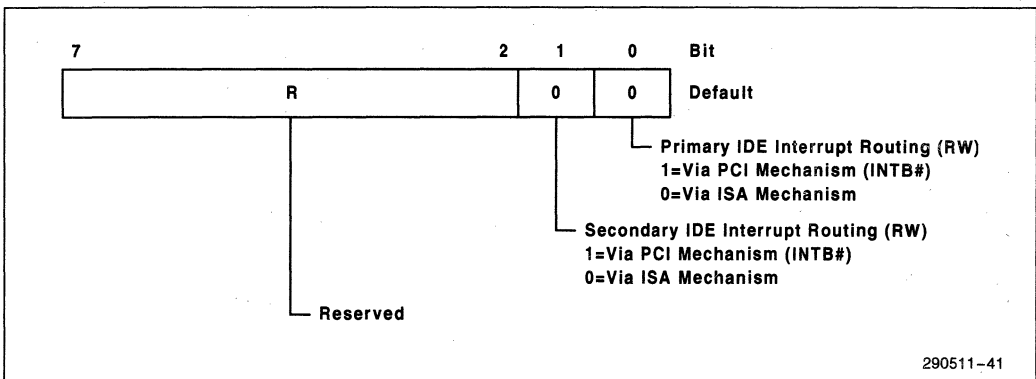 7 2 1 0 Bit
R 0 0 Default
Primary IDE Interrupt Routing (RW)
1=Via PCI Mechanism (INTB#)
0=Via ISA Mechanism
Secondary IDE Interrupt Routing (RW)
1=Via PCI Mechanism (INTB#)
0=Via ISA Mechanism
Reserved
290511-41